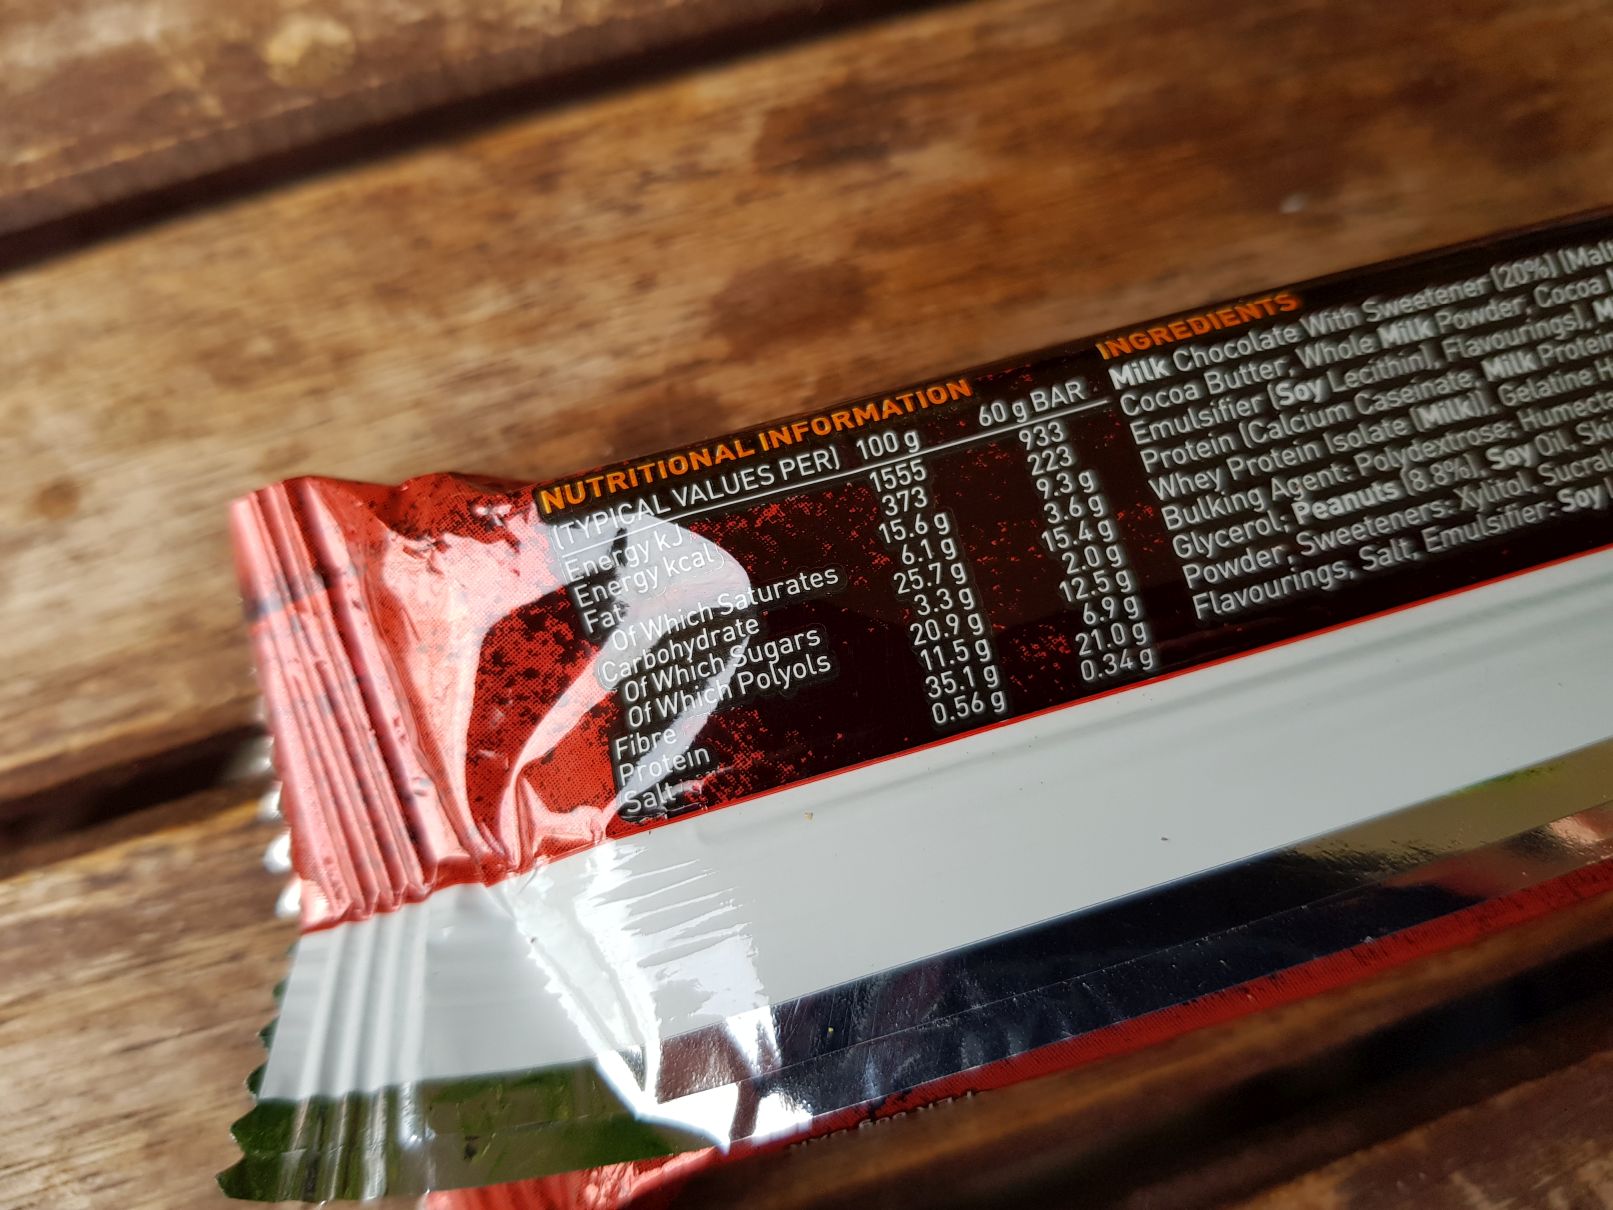 NUTRITIONAL INFORMATION
(TYPICAL VALUES PER) 100 g 60 g BAR
Energy kJ 1555 933
Energy kcal 373 223
Fat 15.6 g 9.3 g
Of Which Saturates 6.1 g 3.6 g
Carbohydrate 25.7 g 15.4 g
Of Which Sugars 3.3 g 2.0 g
Of Which Polyols 20.9 g 12.5 g
Fibre 11.5 g 6.9 g
Protein 35.1 g 21.0 g
Salt 0.56 g 0.34 g
INGREDIENTS
Milk Chocolate With Sweetener (20%) (Malt
Cocoa Butter, Whole Milk Powder, Cocoa
Emulsifier (Soy Lecithin), Flavourings), M
Protein (Calcium Caseinate, Milk Protein
Whey Protein Isolate (Milk)), Gelatine H
Bulking Agent: Polydextrose; Humecta
Glycerol; Peanuts (8.8%), Soy Oil, Ski
Powder; Sweeteners: Xylitol, Sucral
Flavourings; Salt, Emulsifier: Soy